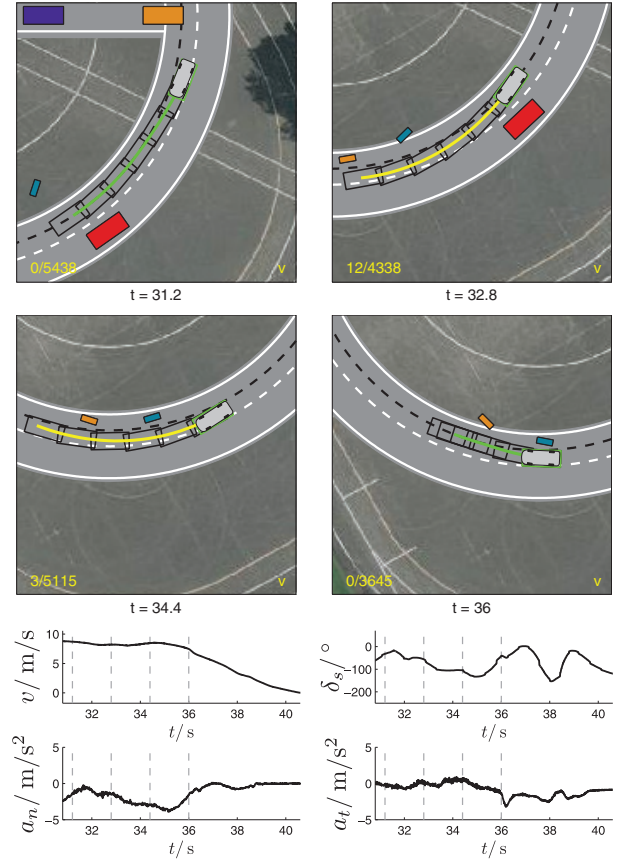 0/5438 v
t = 31.2
12/4338 v
t = 32.8
3/5115 v
t = 34.4
0/3645 v
t = 36
v/ m/s
10
5
0
32 34 36 38 40
t/ s
δs/°
0
−100
−200
32 34 36 38 40
t/ s
an/ m/s²
5
0
−5
32 34 36 38 40
t/ s
at/ m/s²
5
0
−5
32 34 36 38 40
t/ s